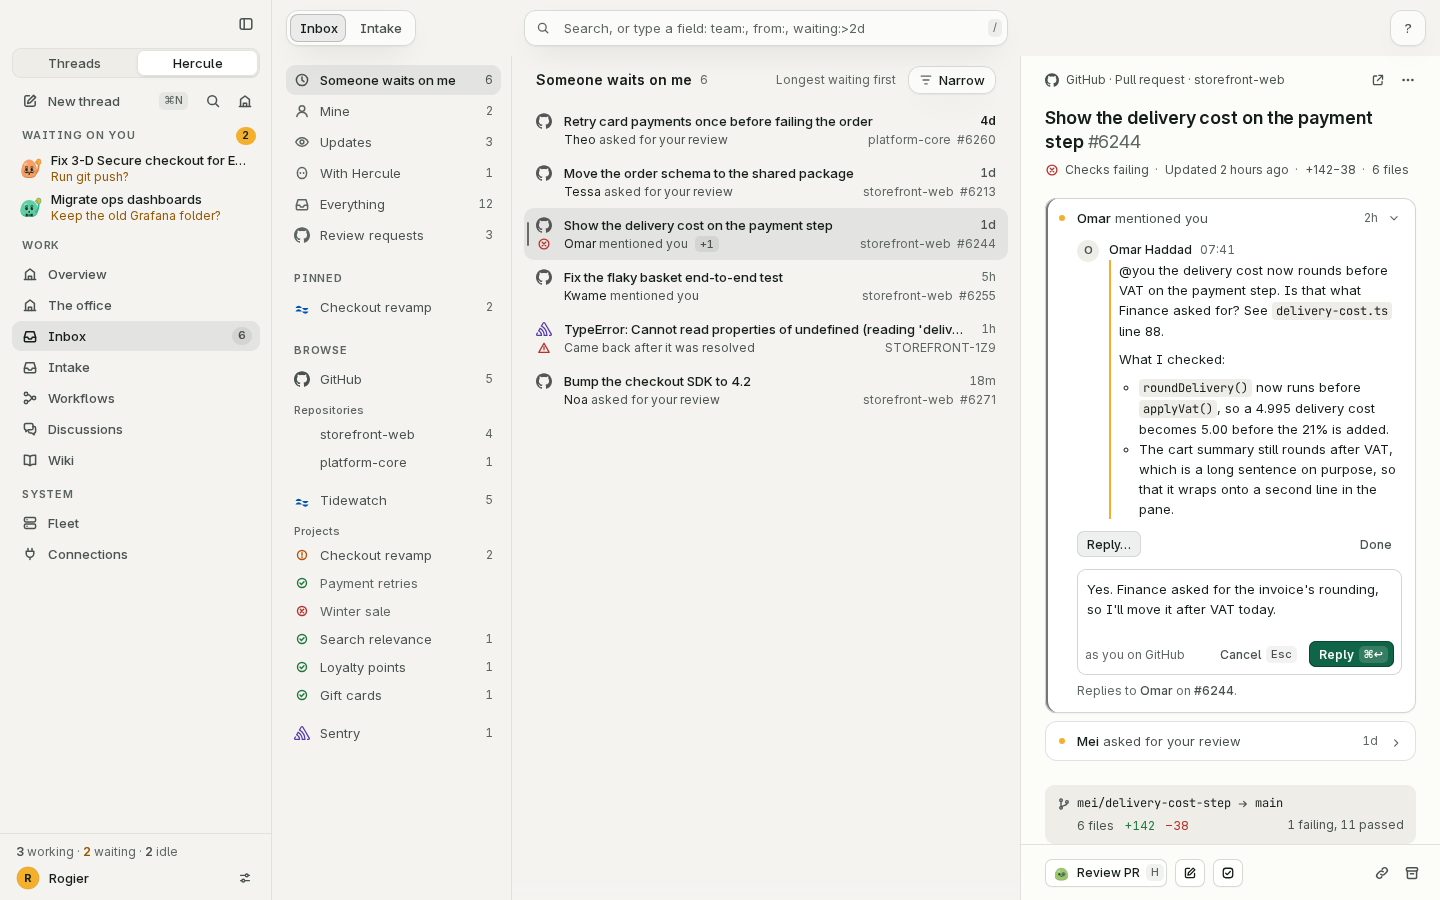 Threads
Hercule
New thread
⌘N
WAITING ON YOU
2
Fix 3-D Secure checkout for E...
Run git push?
Migrate ops dashboards
Keep the old Grafana folder?
WORK
Overview
The office
Inbox
6
Intake
Workflows
Discussions
Wiki
SYSTEM
Fleet
Connections
3 working · 2 waiting · 2 idle
R
Rogier
Inbox
Intake
Someone waits on me
6
Mine
2
Updates
3
With Hercule
1
Everything
12
Review requests
3
PINNED
Checkout revamp
2
BROWSE
GitHub
5
Repositories
storefront-web
4
platform-core
1
Tidewatch
5
Projects
Checkout revamp
2
Payment retries
Winter sale
Search relevance
1
Loyalty points
1
Gift cards
1
Sentry
1
Search, or type a field: team:, from:, waiting:>2d
/
?
Someone waits on me 6
Longest waiting first
Narrow
Retry card payments once before failing the order
4d
Theo asked for your review
platform-core #6260
Move the order schema to the shared package
1d
Tessa asked for your review
storefront-web #6213
Show the delivery cost on the payment step
1d
Omar mentioned you +1
storefront-web #6244
Fix the flaky basket end-to-end test
5h
Kwame mentioned you
storefront-web #6255
TypeError: Cannot read properties of undefined (reading 'deliv...
1h
Came back after it was resolved
STOREFRONT-1Z9
Bump the checkout SDK to 4.2
18m
Noa asked for your review
storefront-web #6271
GitHub · Pull request · storefront-web
Show the delivery cost on the payment
step #6244
Checks failing · Updated 2 hours ago · +142−38 · 6 files
Omar mentioned you
2h
O
Omar Haddad 07:41
@you the delivery cost now rounds before
VAT on the payment step. Is that what
Finance asked for? See delivery-cost.ts
line 88.
What I checked:
roundDelivery() now runs before
applyVat(), so a 4.995 delivery cost
becomes 5.00 before the 21% is added.
The cart summary still rounds after VAT,
which is a long sentence on purpose, so
that it wraps onto a second line in the
pane.
Reply...
Done
Yes. Finance asked for the invoice's rounding,
so I'll move it after VAT today.
as you on GitHub
Cancel Esc
Reply ⌘↩
Replies to Omar on #6244.
Mei asked for your review
1d
mei/delivery-cost-step → main
6 files +142 −38
1 failing, 11 passed
Review PR H